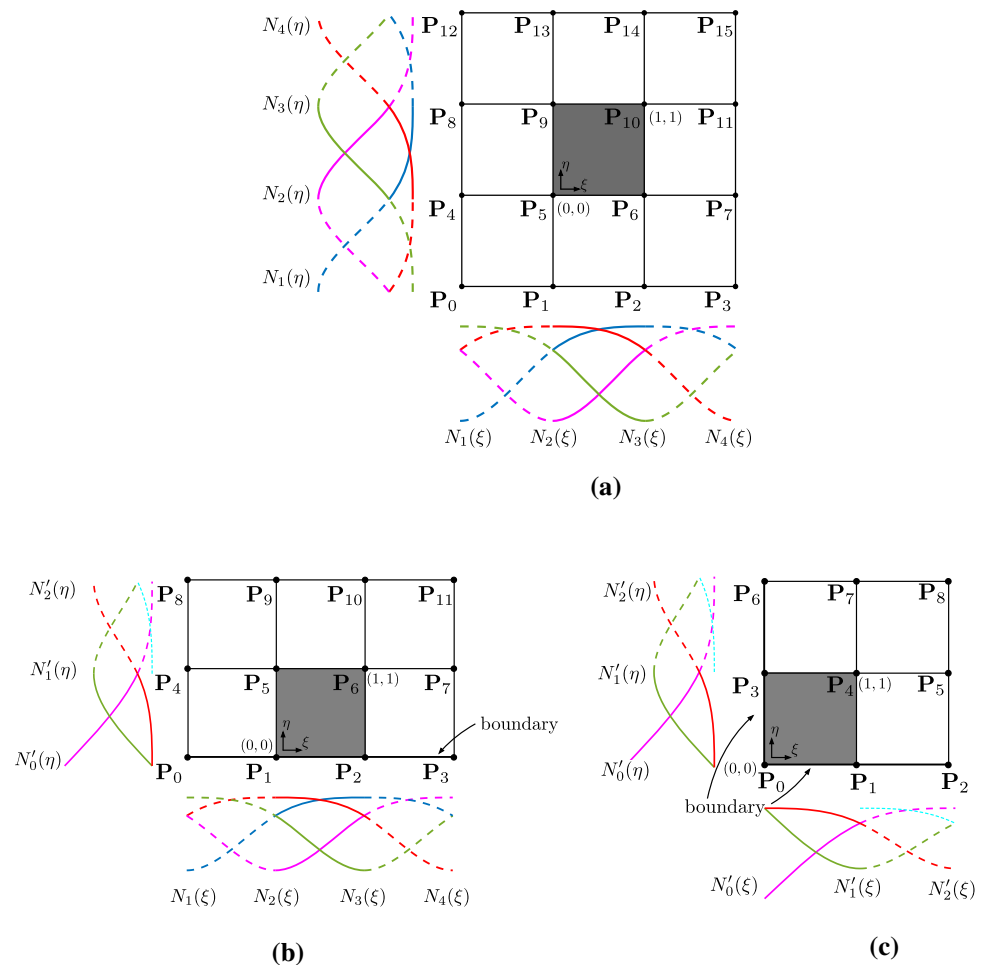 N₄(η) P₁₂ P₁₃ P₁₄ P₁₅
N₃(η) P₈ P₉ P₁₀ (1, 1) P₁₁
η
ξ
N₂(η) P₄ P₅ (0, 0) P₆ P₇
N₁(η) P₀ P₁ P₂ P₃
N₁(ξ) N₂(ξ) N₃(ξ) N₄(ξ)
(a)
N′₂(η) P₈ P₉ P₁₀ P₁₁
N′₁(η) P₄ P₅ P₆ (1, 1) P₇
boundary
η
(0, 0) ξ
N′₀(η) P₀ P₁ P₂ P₃
N₁(ξ) N₂(ξ) N₃(ξ) N₄(ξ)
(b)
N′₂(η) P₆ P₇ P₈
N′₁(η) P₃ P₄ (1, 1) P₅
η
ξ
N′₀(η) (0, 0) P₀ P₁ P₂
boundary
N′₀(ξ) N′₁(ξ) N′₂(ξ)
(c)